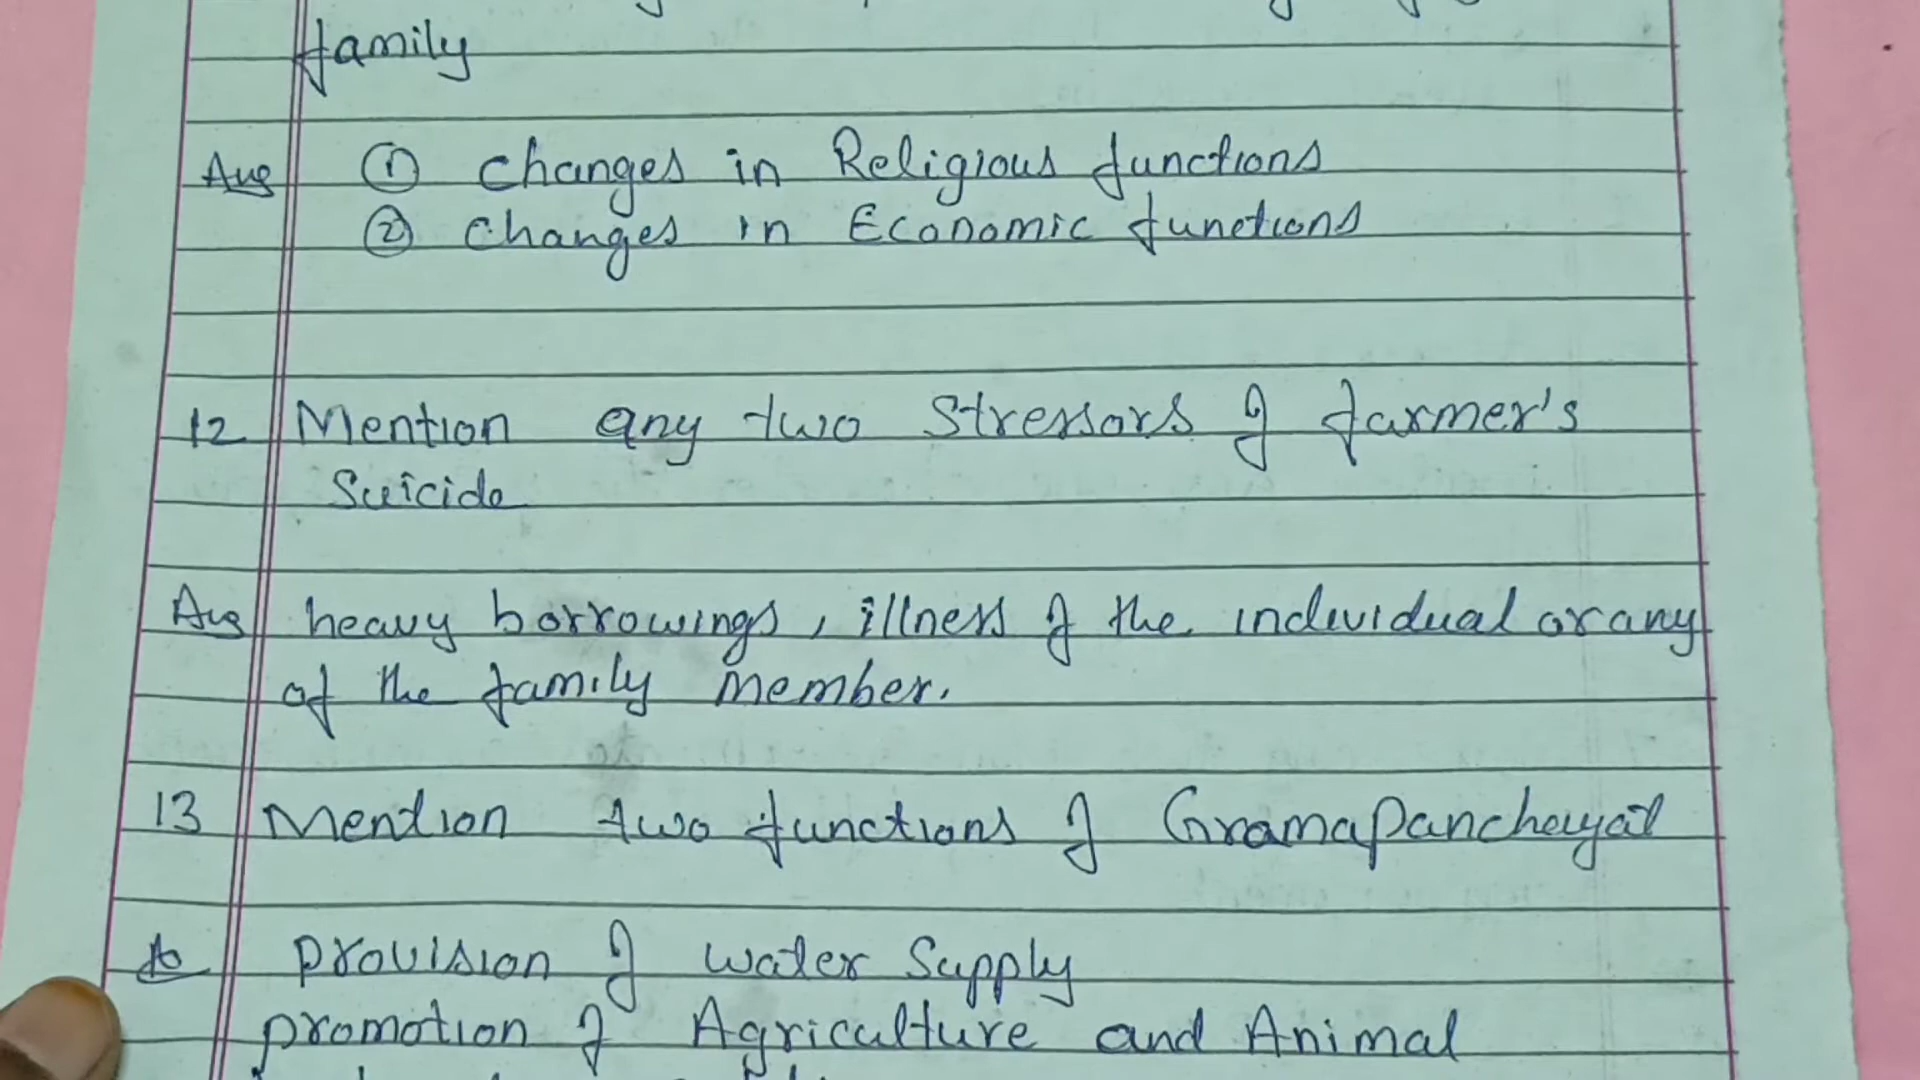 family
Ans ① Changes in Religious functions
② Changes in Economic functions
12 Mention any two Stressors of farmer's
Suicide
Ans heavy borrowings, illness of the individual or any
of the family member.
13 Mention two functions of GramaPanchayat
Provision of water Supply
promotion of Agriculture and Animal